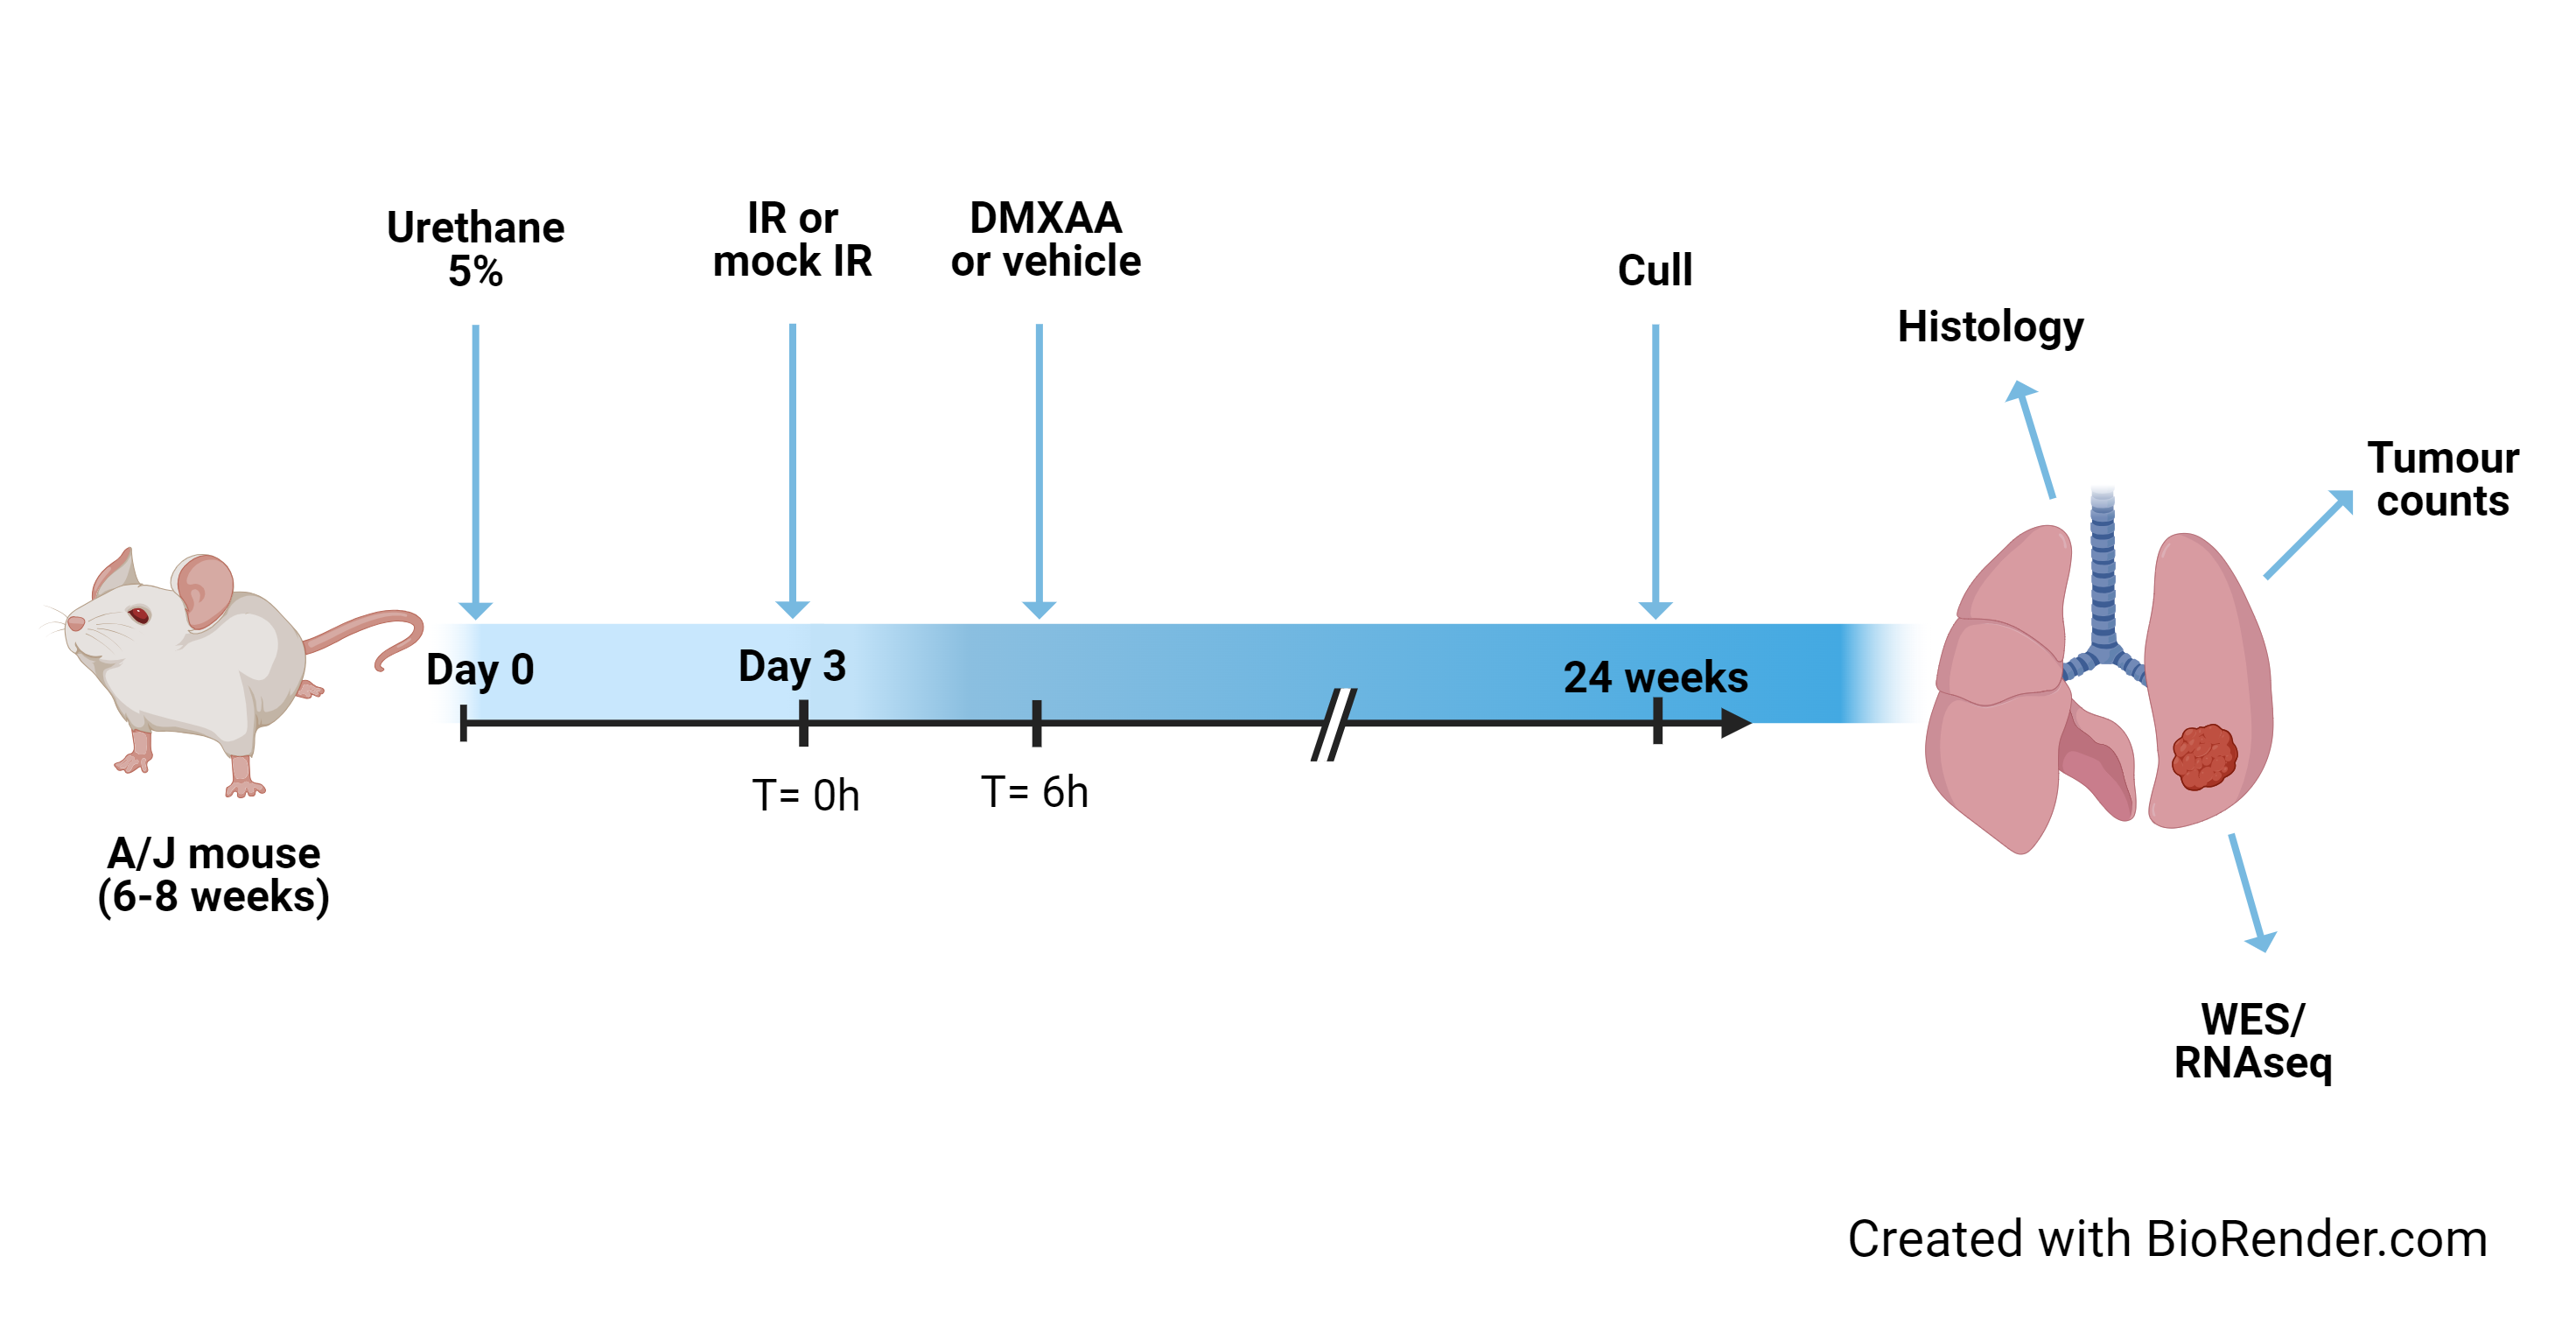 Urethane
5%
IR or
mock IR
DMXAA
or vehicle
Cull
Histology
Tumour
counts
Day 0
Day 3
24 weeks
T= 0h
T= 6h
A/J mouse
(6-8 weeks)
WES/
RNAseq
Created with BioRender.com